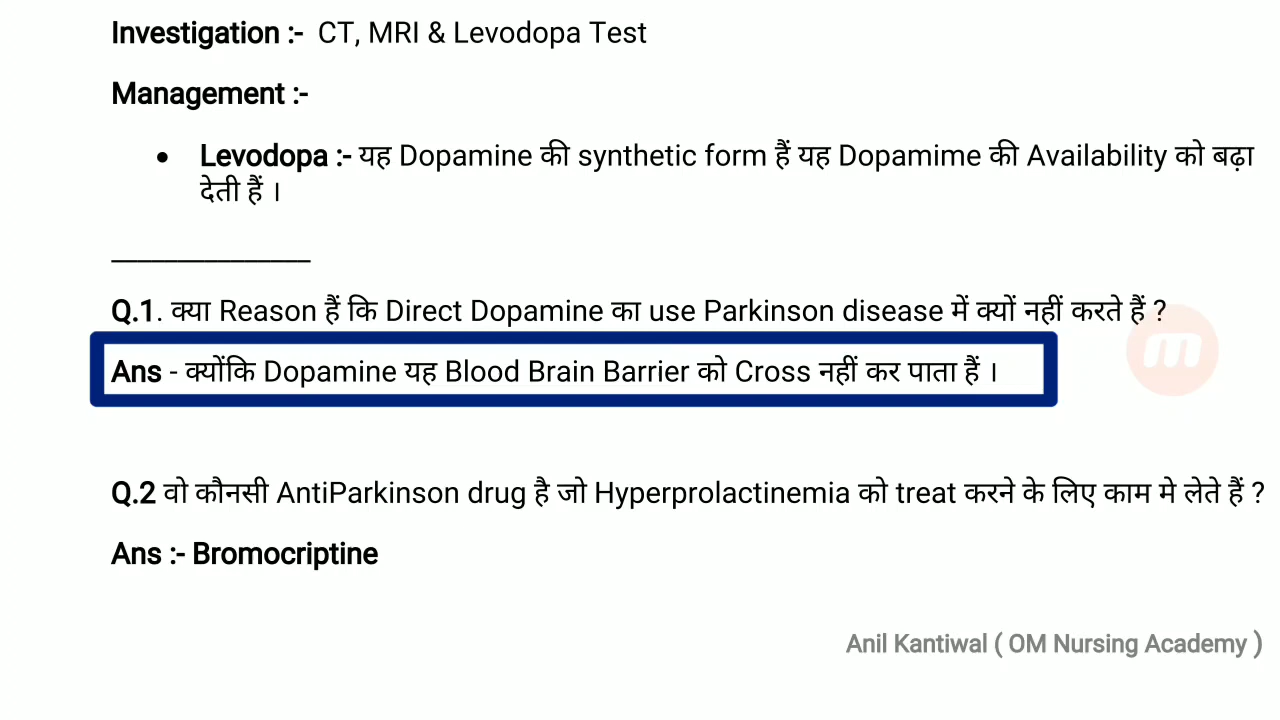 Investigation :- CT, MRI & Levodopa Test
Management :-
• Levodopa :- यह Dopamine की synthetic form हैं यह Dopamime की Availability को बढ़ा
देती हैं ।
_______________
Q.1. क्या Reason हैं कि Direct Dopamine का use Parkinson disease में क्यों नहीं करते हैं ?
Ans - क्योंकि Dopamine यह Blood Brain Barrier को Cross नहीं कर पाता हैं ।
Q.2 वो कौनसी AntiParkinson drug है जो Hyperprolactinemia को treat करने के लिए काम मे लेते हैं ?
Ans :- Bromocriptine
Anil Kantiwal ( OM Nursing Academy )